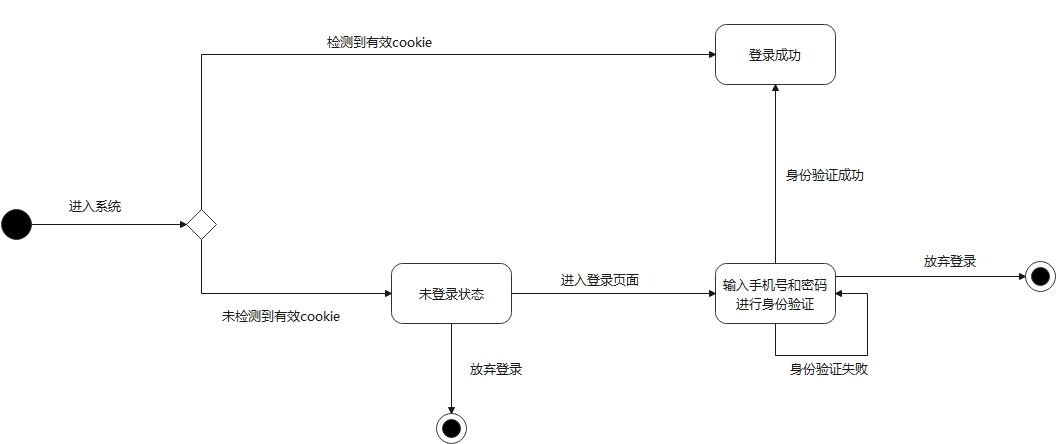 检测到有效cookie
登录成功
身份验证成功
进入系统
放弃登录
进入登录页面
未登录状态
输入手机号和密码
进行身份验证
未检测到有效cookie
放弃登录
身份验证失败